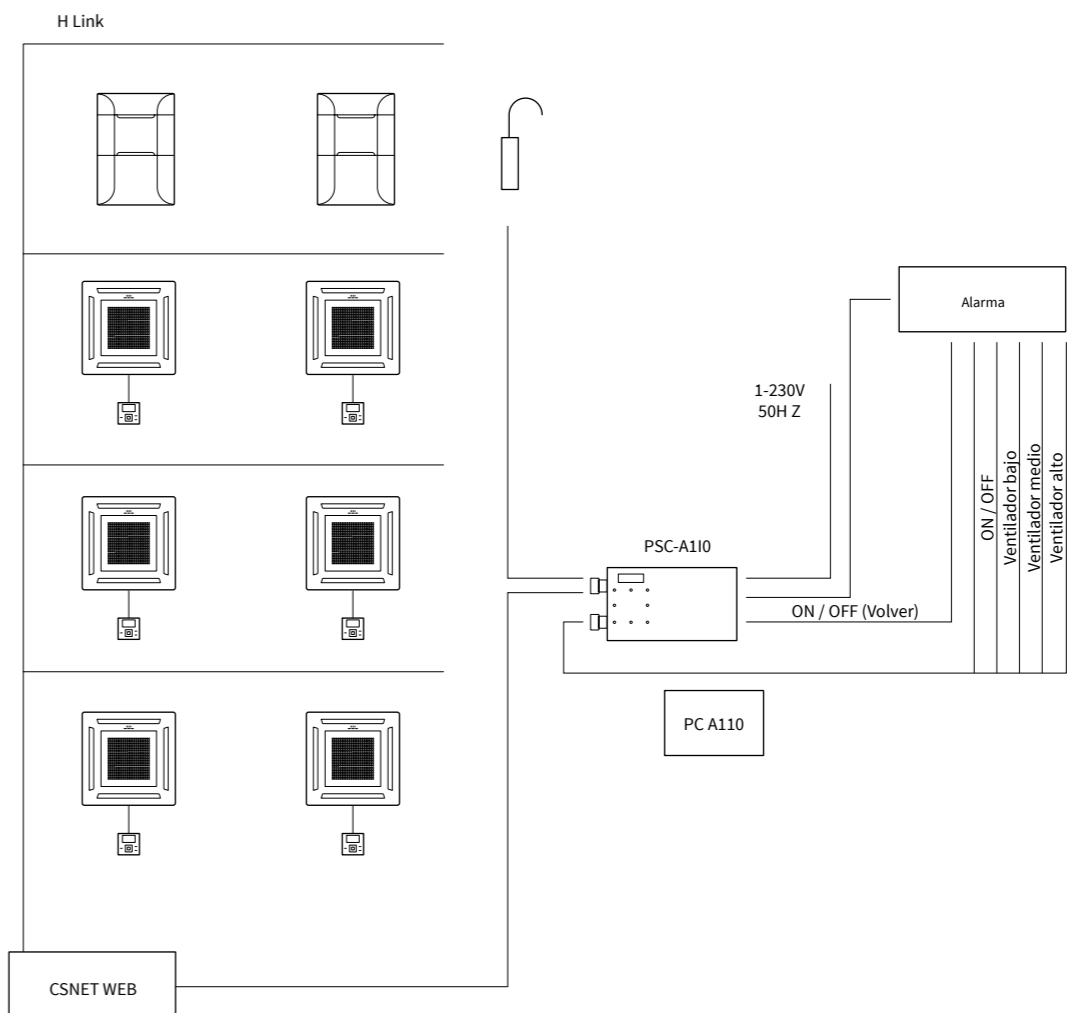 H Link
Alarma
1-230V
50H Z
ON / OFF
Ventilador bajo
Ventilador medio
Ventilador alto
PSC-A1I0
ON / OFF (Volver)
PC A110
CSNET WEB